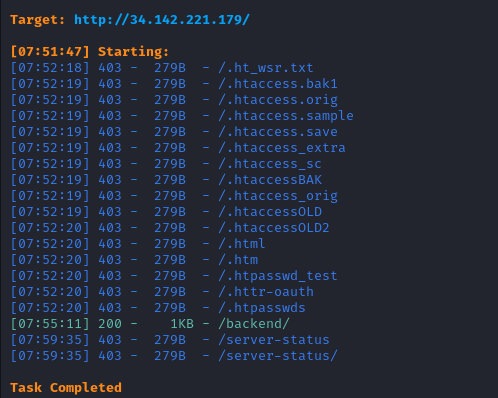 Target: http://34.142.221.179/
[07:51:47] Starting:
[07:52:18] 403 -  279B  - /.ht_wsr.txt
[07:52:19] 403 -  279B  - /.htaccess.bak1
[07:52:19] 403 -  279B  - /.htaccess.orig
[07:52:19] 403 -  279B  - /.htaccess.sample
[07:52:19] 403 -  279B  - /.htaccess.save
[07:52:19] 403 -  279B  - /.htaccess_extra
[07:52:19] 403 -  279B  - /.htaccess_sc
[07:52:19] 403 -  279B  - /.htaccessBAK
[07:52:19] 403 -  279B  - /.htaccess_orig
[07:52:19] 403 -  279B  - /.htaccessOLD
[07:52:20] 403 -  279B  - /.htaccessOLD2
[07:52:20] 403 -  279B  - /.html
[07:52:20] 403 -  279B  - /.htm
[07:52:20] 403 -  279B  - /.htpasswd_test
[07:52:20] 403 -  279B  - /.httr-oauth
[07:52:20] 403 -  279B  - /.htpasswds
[07:55:11] 200 -    1KB - /backend/
[07:59:35] 403 -  279B  - /server-status
[07:59:35] 403 -  279B  - /server-status/
Task Completed